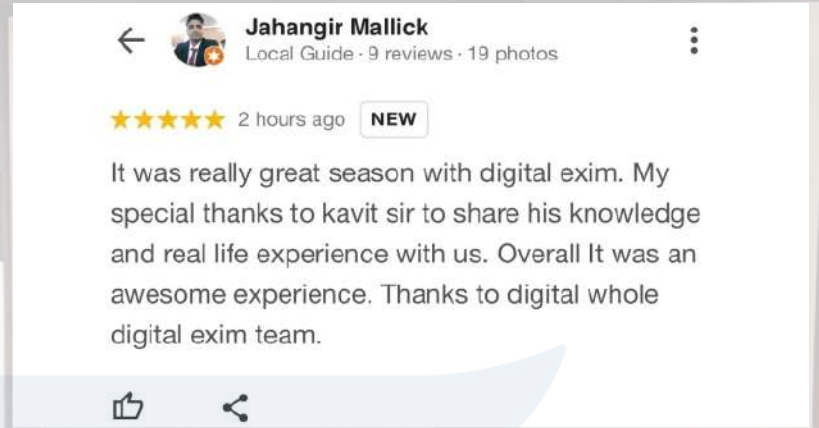 Jahangir Mallick
Local Guide · 9 reviews · 19 photos
2 hours ago NEW
It was really great season with digital exim. My
special thanks to kavit sir to share his knowledge
and real life experience with us. Overall It was an
awesome experience. Thanks to digital whole
digital exim team.